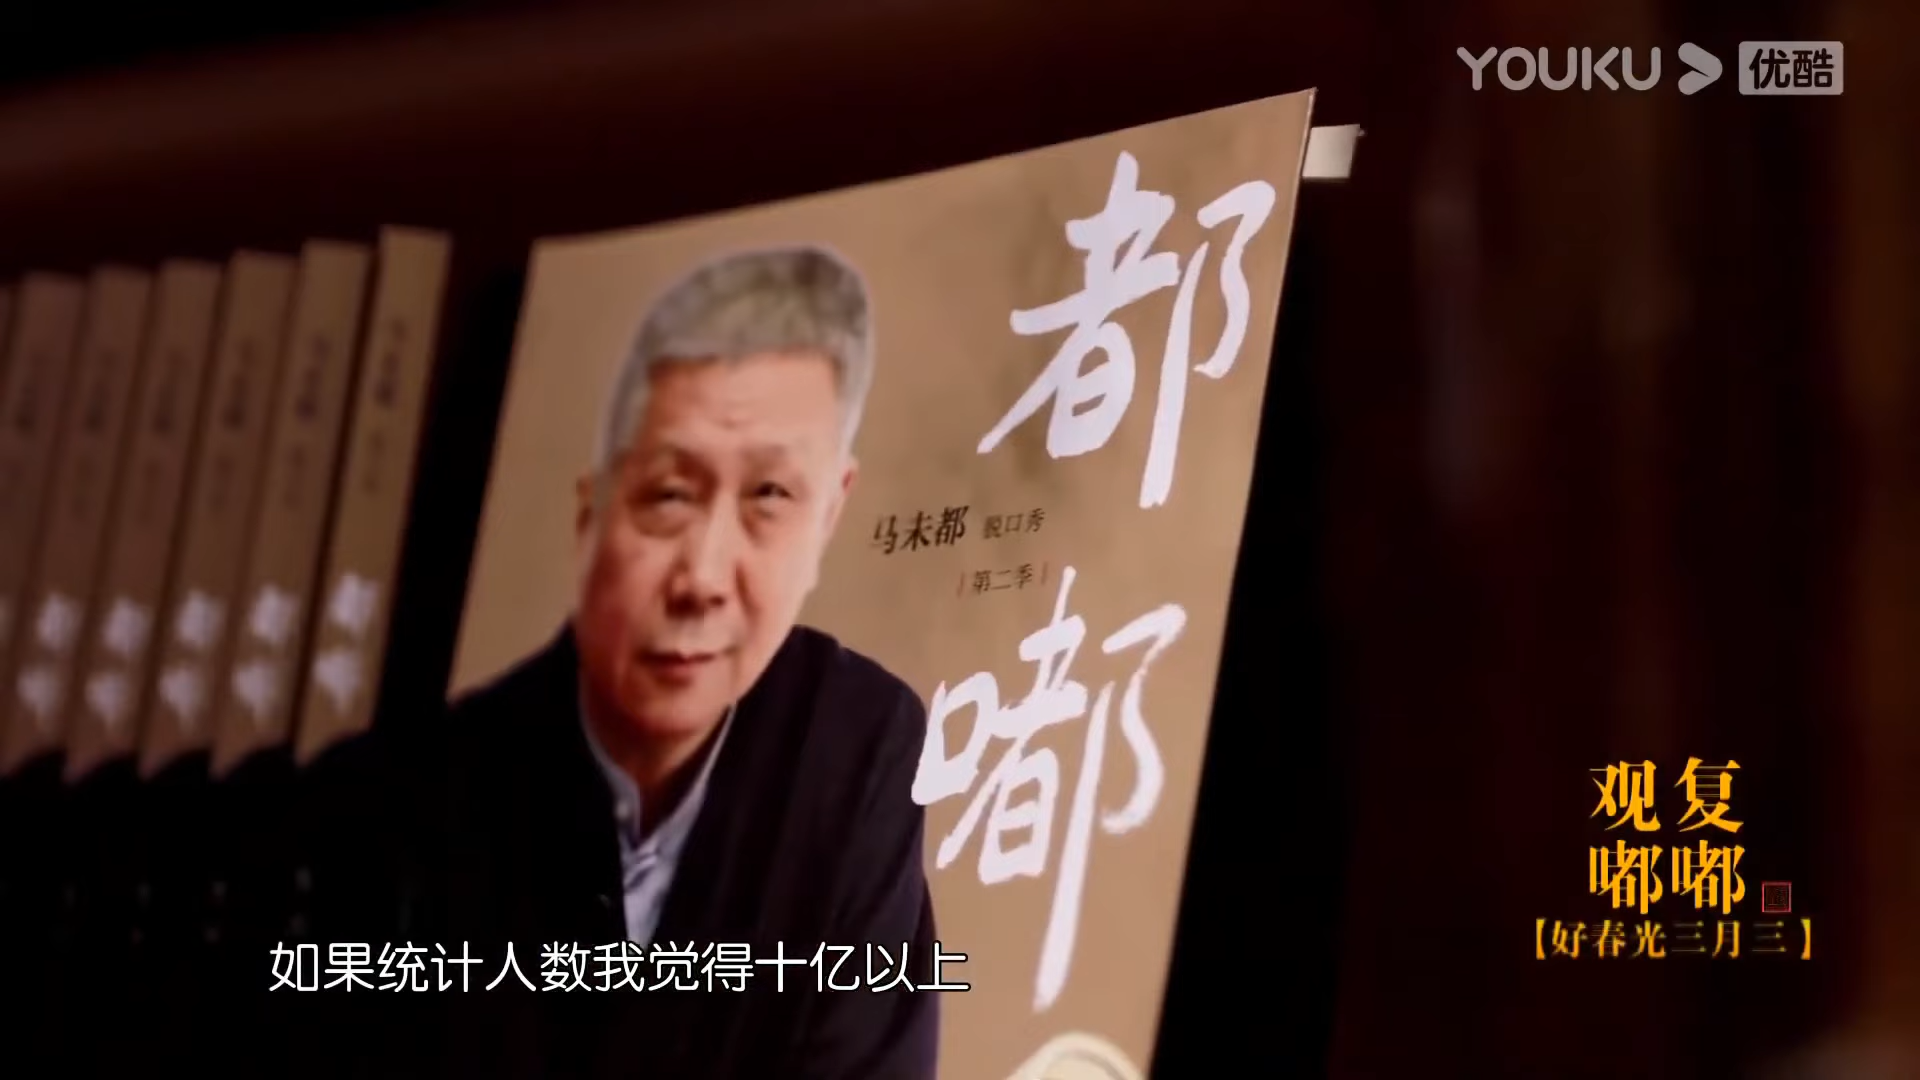 YOUKU 优酷
都
嘟
马未都 脱口秀
第二季
观复
嘟嘟
【好春光三月三】
如果统计人数我觉得十亿以上